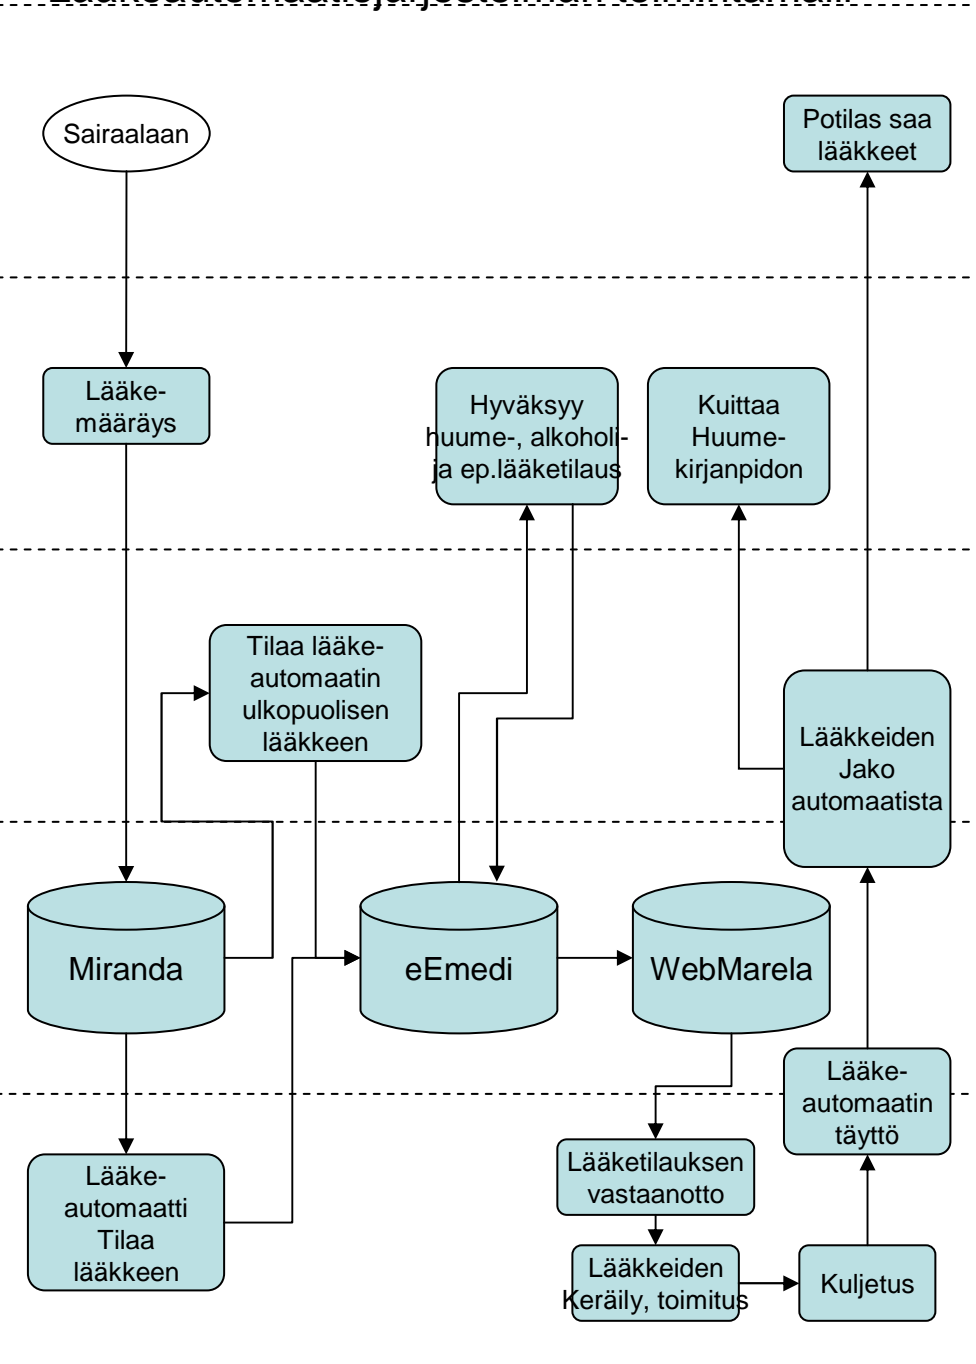 Lääkeautomaattijärjestelmän toimintamalli
Sairaalaan
Potilas saa
lääkkeet
Lääke-
määräys
Hyväksyy
huume-, alkoholi-
ja ep.lääketilaus
Kuittaa
Huume-
kirjanpidon
Tilaa lääke-
automaatin
ulkopuolisen
lääkkeen
Lääkkeiden
Jako
automaatista
Miranda
eEmedi
WebMarela
Lääke-
automaatin
täyttö
Lääke-
automaatti
Tilaa
lääkkeen
Lääketilauksen
vastaanotto
Lääkkeiden
Keräily, toimitus
Kuljetus